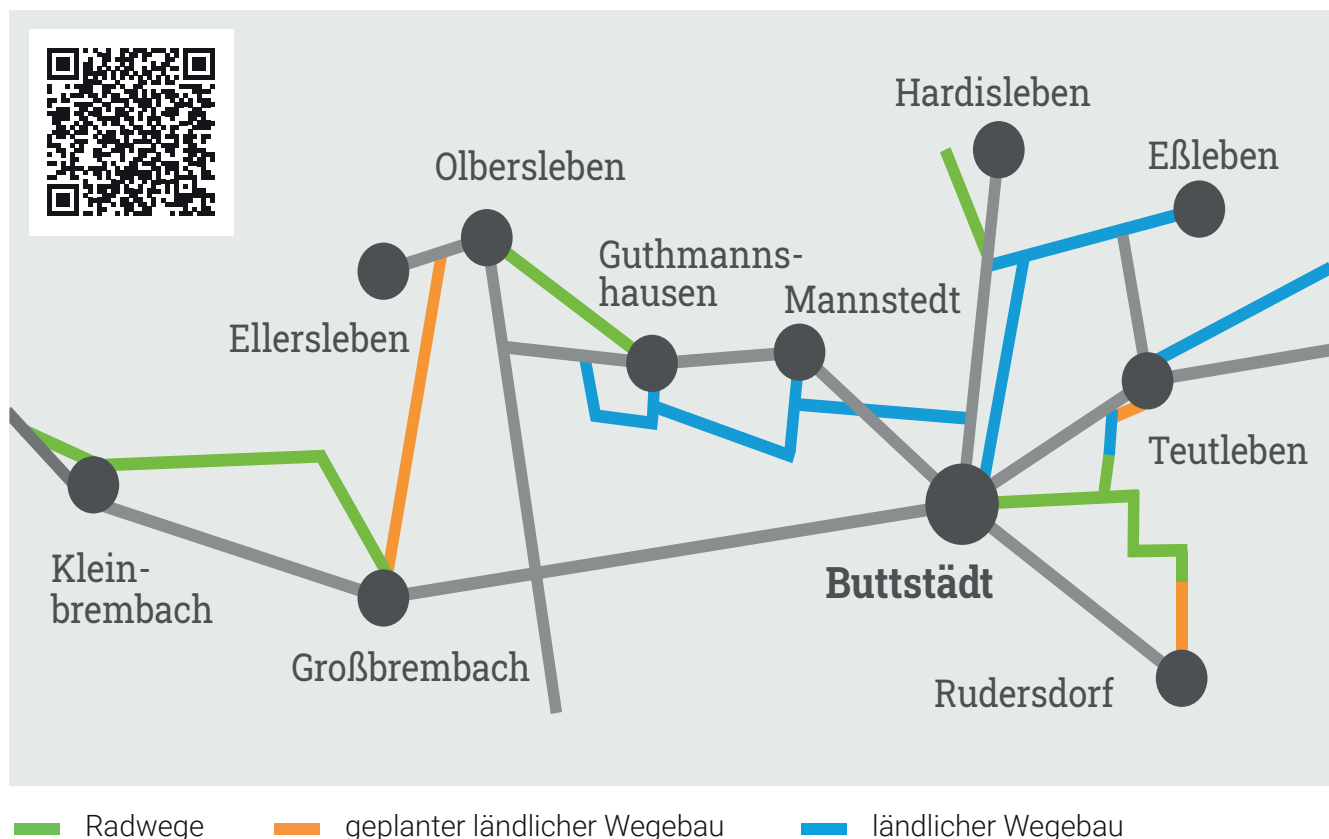 Hardisleben
Eßleben
Olbersleben
Guthmanns-
hausen
Mannstedt
Ellersleben
Teutleben
Klein-
brembach
Buttstädt
Großbrembach
Rudersdorf
Radwege
geplanter ländlicher Wegebau
ländlicher Wegebau